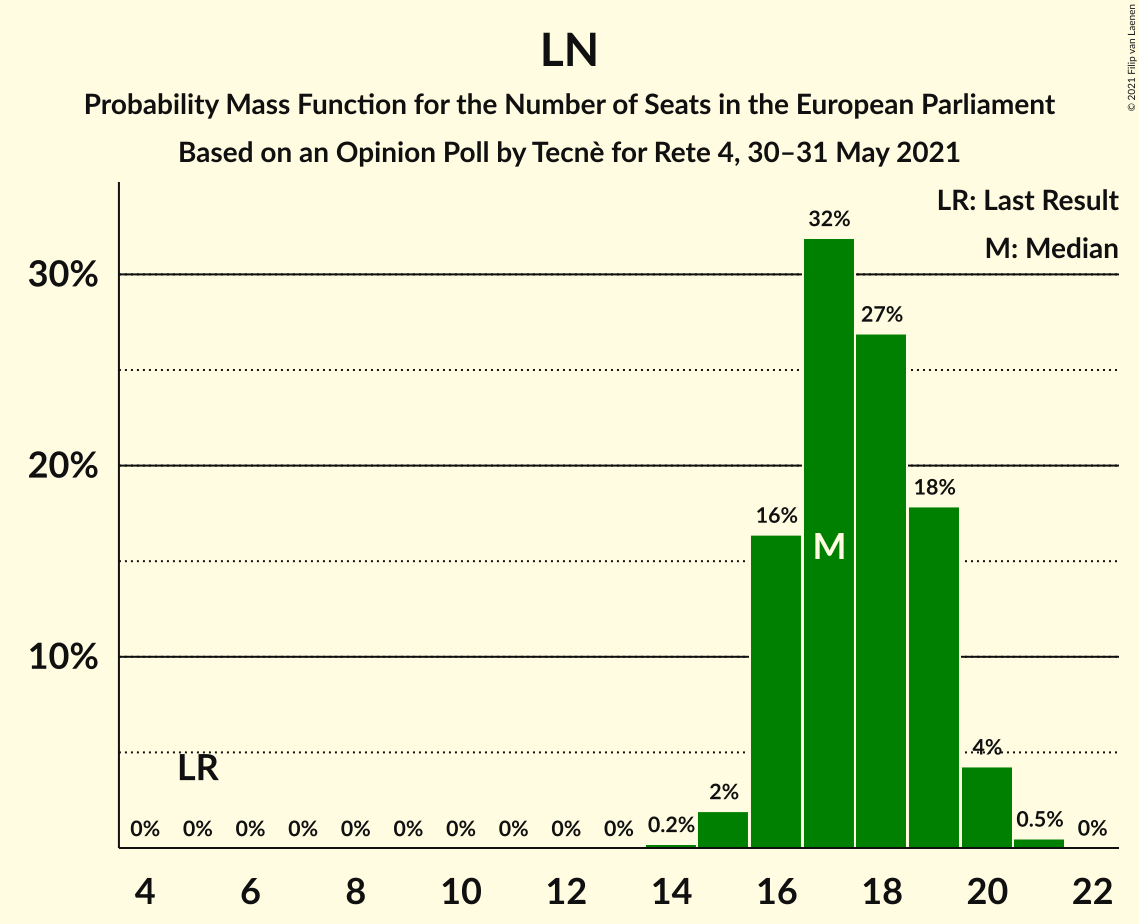 LN
Probability Mass Function for the Number of Seats in the European Parliament
Based on an Opinion Poll by Tecnè for Rete 4, 30–31 May 2021
© 2021 Filip van Laenen
LR: Last Result
M: Median
30%
20%
10%
32%
27%
18%
16%
M
LR
4%
2%
0% 0% 0% 0% 0% 0% 0% 0% 0% 0% 0.2% 0.5% 0%
4 6 8 10 12 14 16 18 20 22